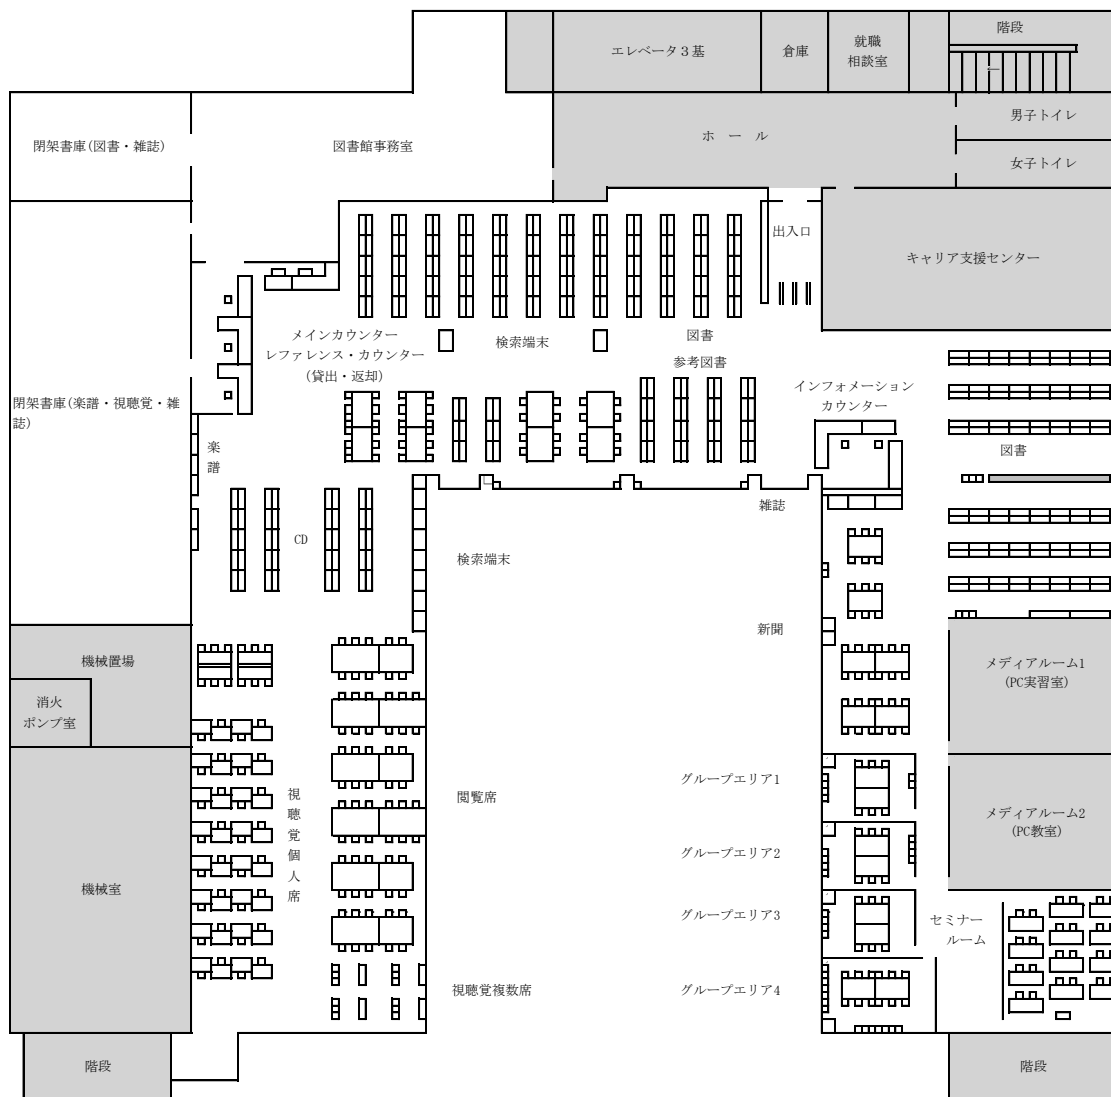 階段
エレベータ３基
倉庫
就職
相談室
←
男子トイレ
ホール
閉架書庫(図書・雑誌)
図書館事務室
女子トイレ
出入口
キャリア支援センター
メインカウンター
レファレンス・カウンター
(貸出・返却)
検索端末
図書
参考図書
インフォメーション
カウンター
閉架書庫(楽譜・視聴覚・雑
誌)
楽
譜
図書
雑誌
CD
検索端末
新聞
機械置場
消火
ポンプ室
メディアルーム1
(PC実習室)
グループエリア1
視
聴
覚
個
人
席
閲覧席
メディアルーム2
(PC教室)
グループエリア2
機械室
グループエリア3
セミナー
ルーム
視聴覚複数席
グループエリア4
階段
階段